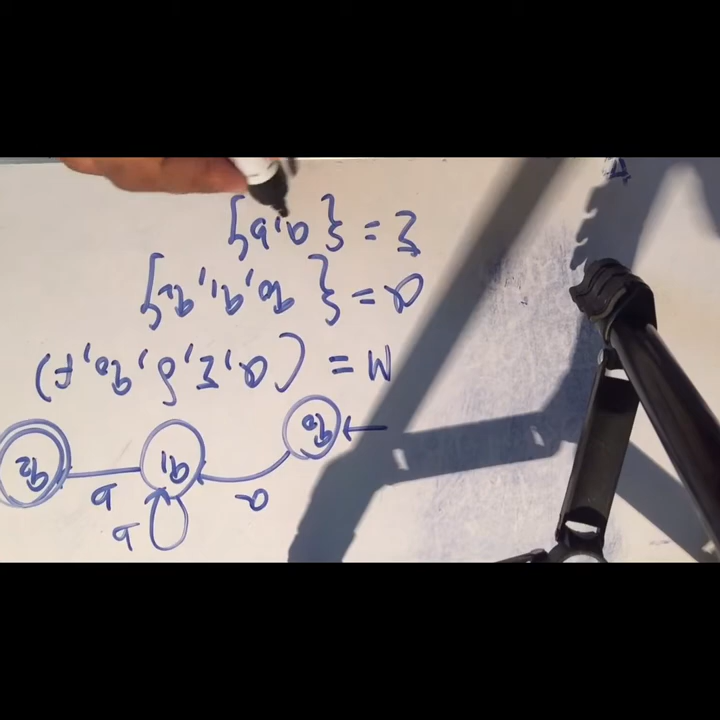 b
a b
q₀ q₁ q₂
M = (Q, Σ, δ, q₀, F)
Q = { q₀, q₁, q₂ }
Σ = { a, b }